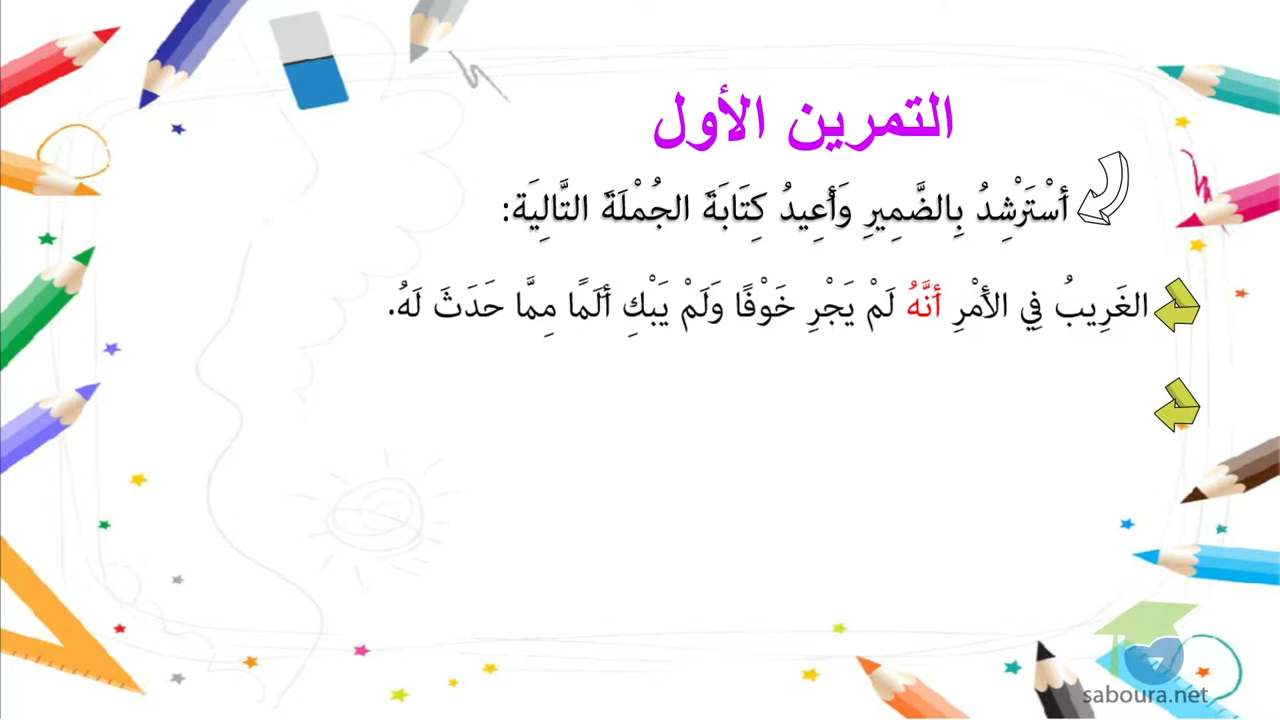 التمرين الأول
أَسْتَرْشِدُ بِالضَّمِيرِ وَأُعِيدُ كِتَابَةَ الجُمْلَةَ التَّالِيَة:
الغَرِيبُ فِي الأَمْرِ أَنَّهُ لَمْ يَجْرِ خَوْفًا وَلَمْ يَبْكِ أَلَمًا مِمَّا حَدَثَ لَهُ.
saboura.net